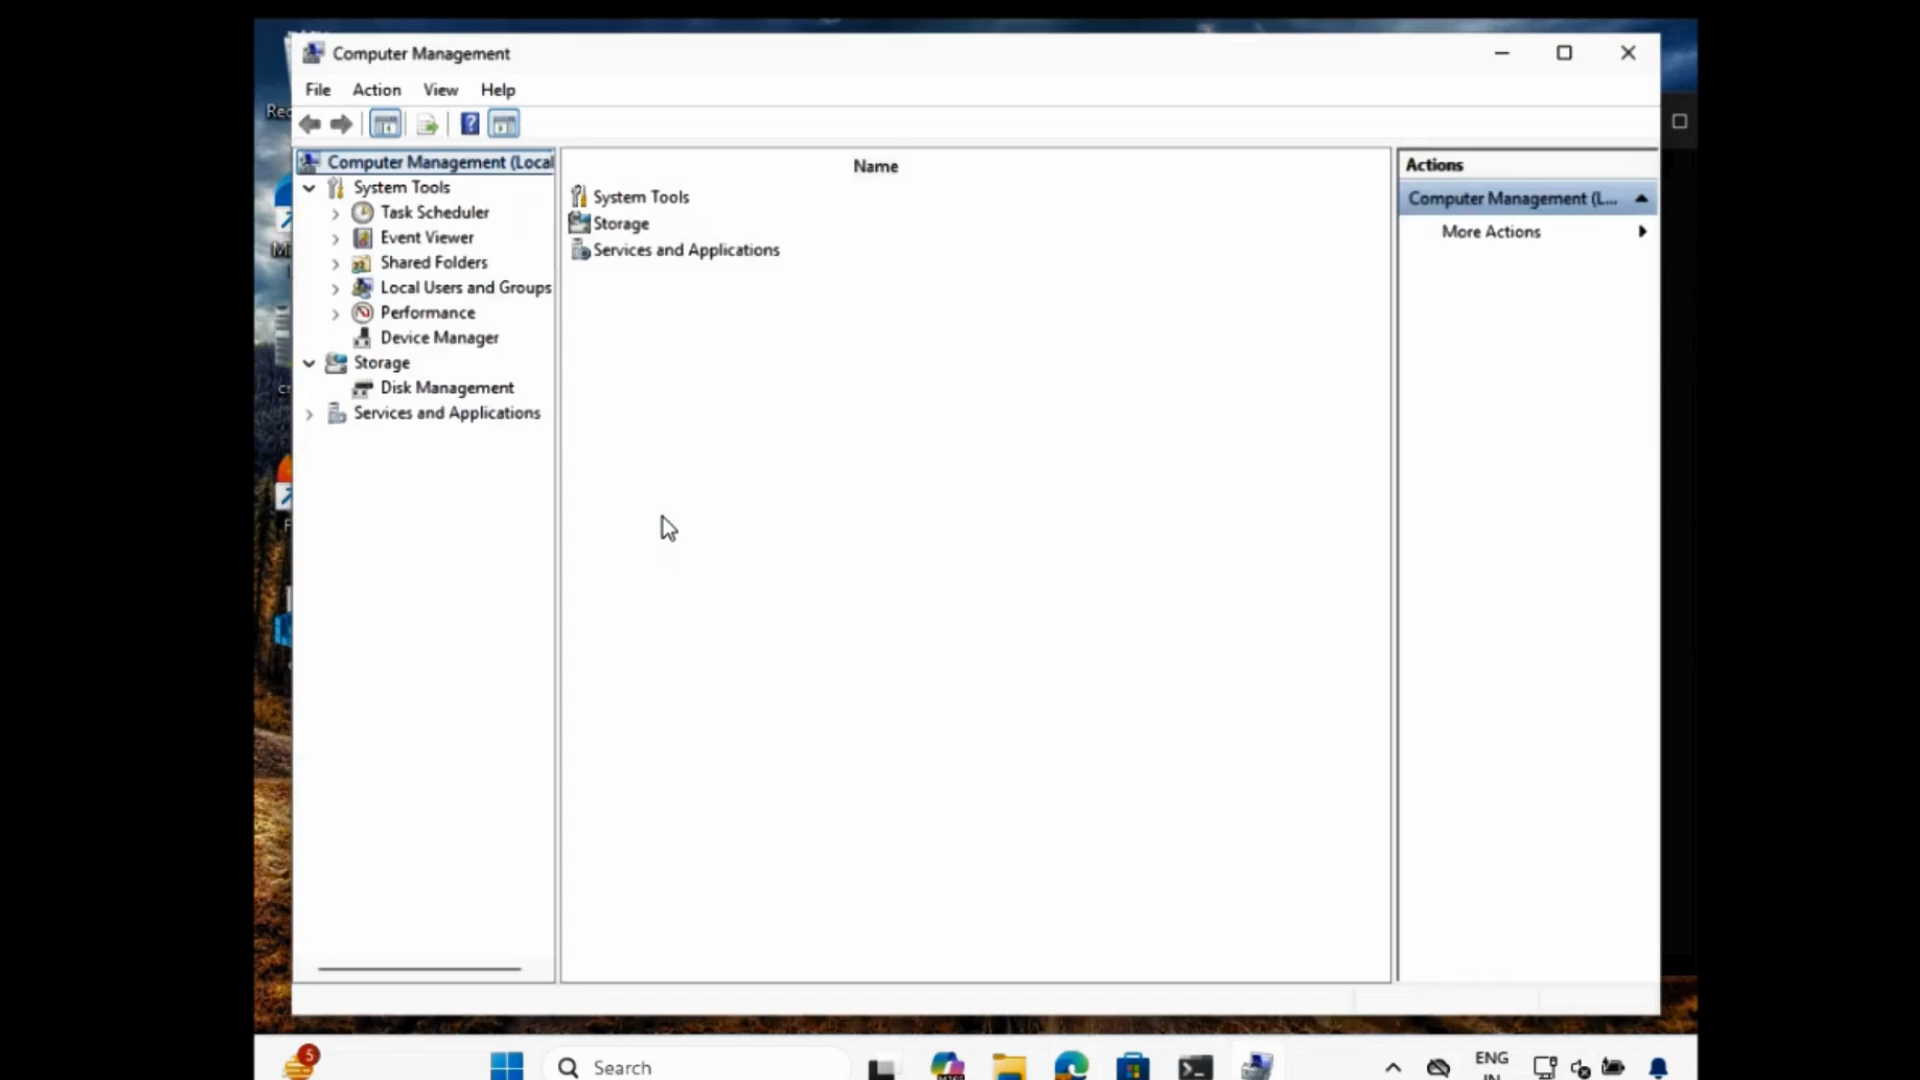 Computer Management
File Action View Help
Computer Management (Local
System Tools
Task Scheduler
Event Viewer
Shared Folders
Local Users and Groups
Performance
Device Manager
Storage
Disk Management
Services and Applications
Name
System Tools
Storage
Services and Applications
Actions
Computer Management (L...
More Actions
5
Search
ENG
IN